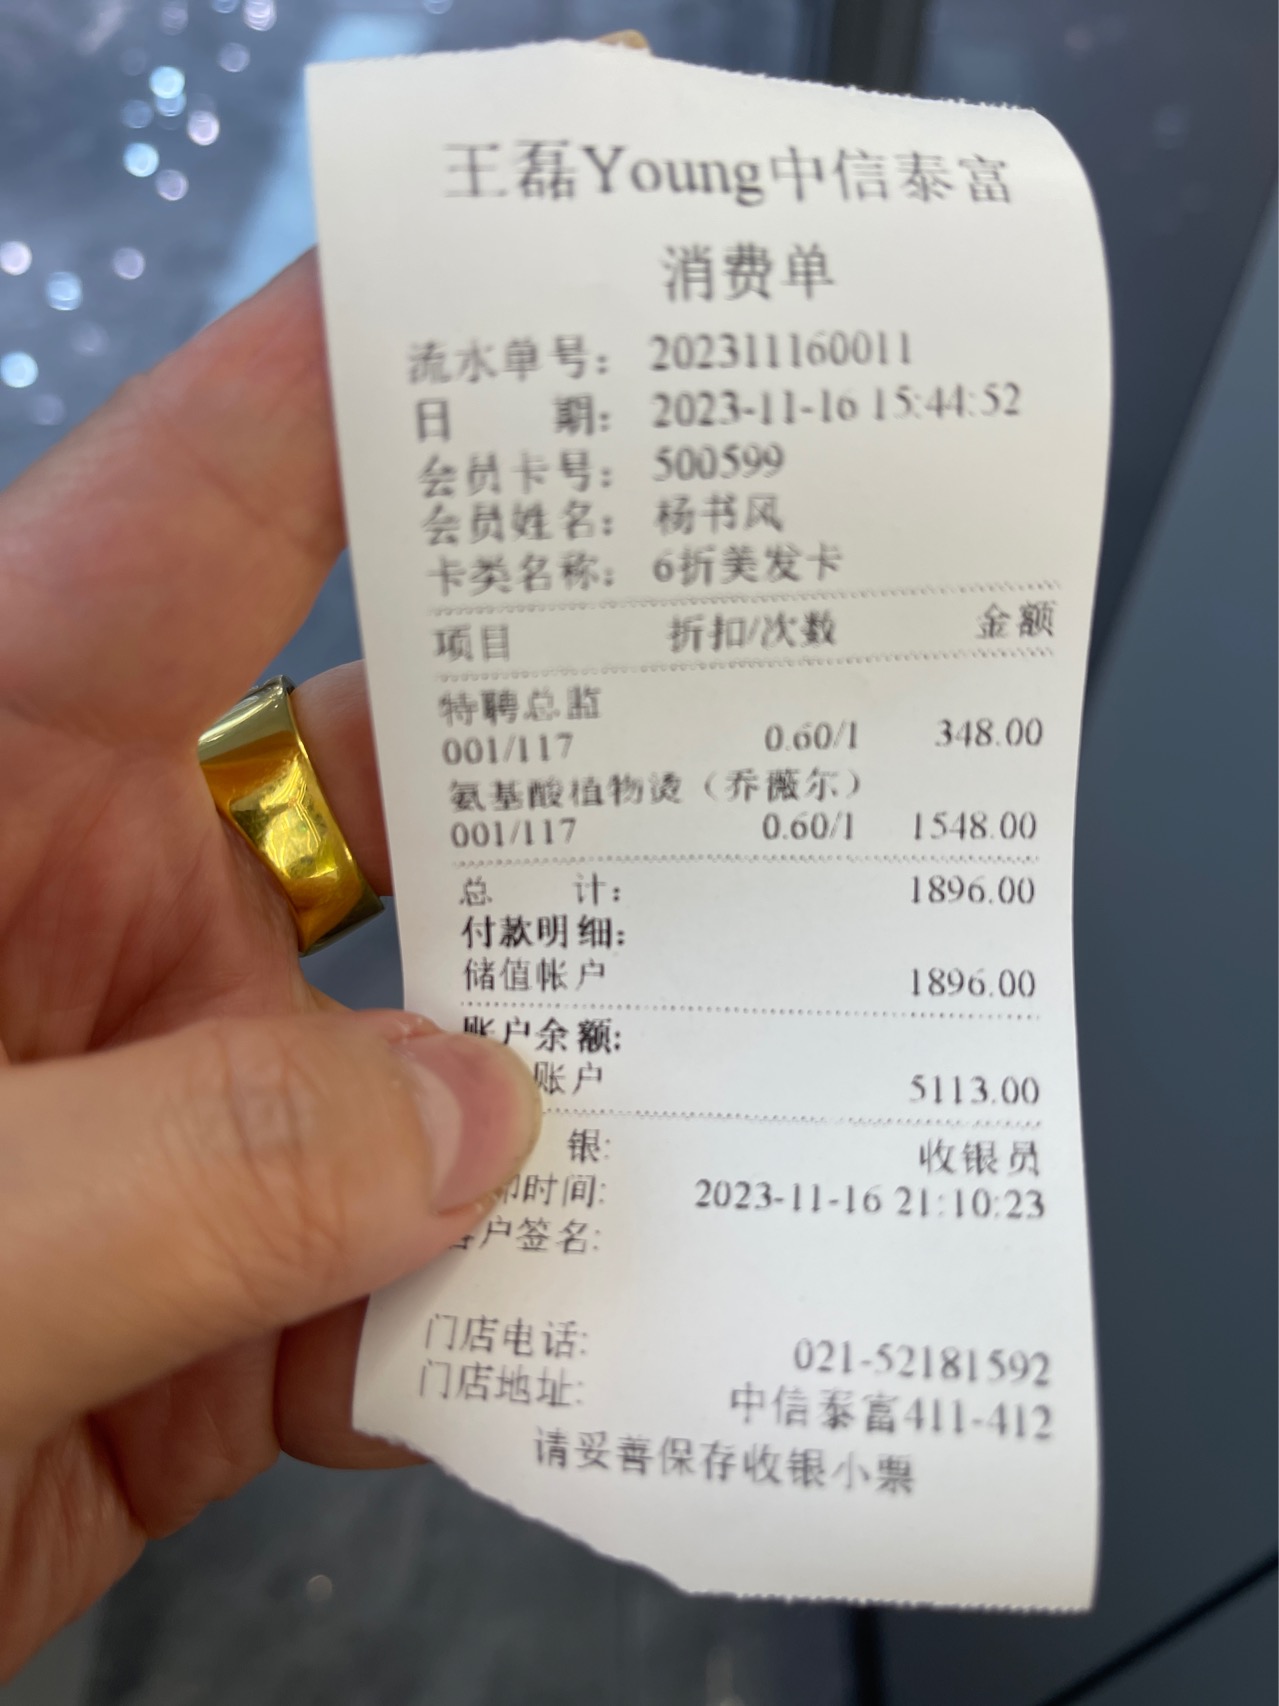 王磊Young中信泰富
消费单
流水单号： 202311160011
日 期： 2023-11-16 15:44:52
会员卡号： 500599
会员姓名： 杨书风
卡类名称： 6折美发卡
项目 折扣/次数 金额
特聘总监
001/117 0.60/1 348.00
氨基酸植物烫（乔薇尔）
001/117 0.60/1 1548.00
总 计： 1896.00
付款明细：
储值帐户 1896.00
账户余额:
账户 5113.00
银: 收银员
印时间: 2023-11-16 21:10:23
客户签名:
门店电话: 021-52181592
门店地址: 中信泰富411-412
请妥善保存收银小票